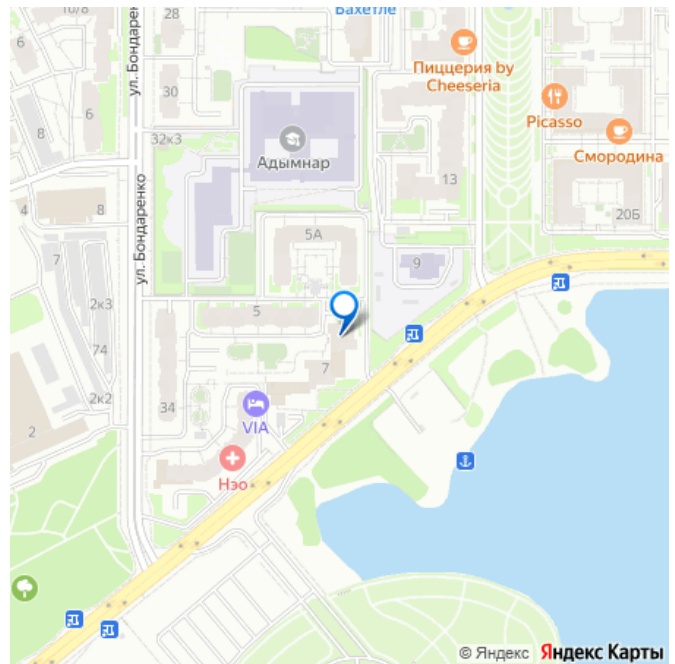 10/8
28
Бахетле
Пиццерия by
Cheeseria
ул. Бондаренко
6
30
6
Picasso
8
32к3
Адымнар
Смородина
13
4
8
ул. Бондаренко
20Б
5А
7
9
2к3
5
74
7
2к2
34
VIA
2
Нэо
© Яндекс Яндекс Карты